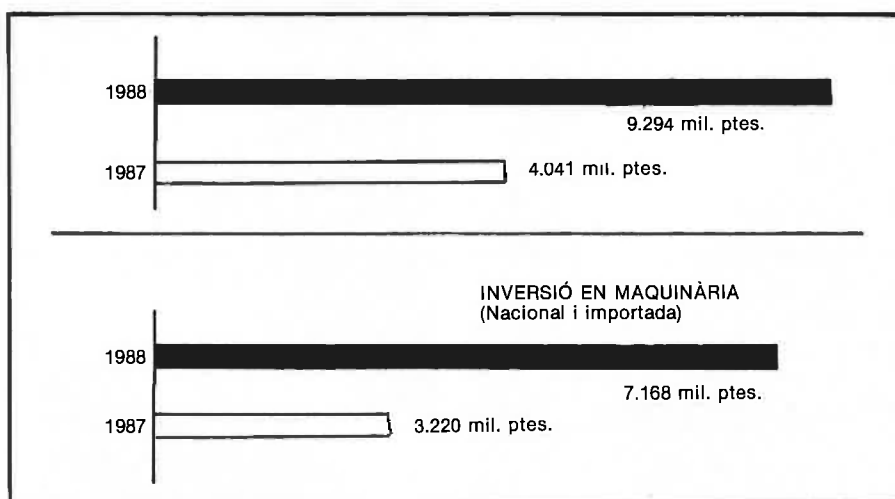 1988
9.294 mil. ptes.
1987
4.041 mil. ptes.
INVERSIÓ EN MAQUINÀRIA
(Nacional i importada)
1988
7.168 mil. ptes.
1987
3.220 mil. ptes.